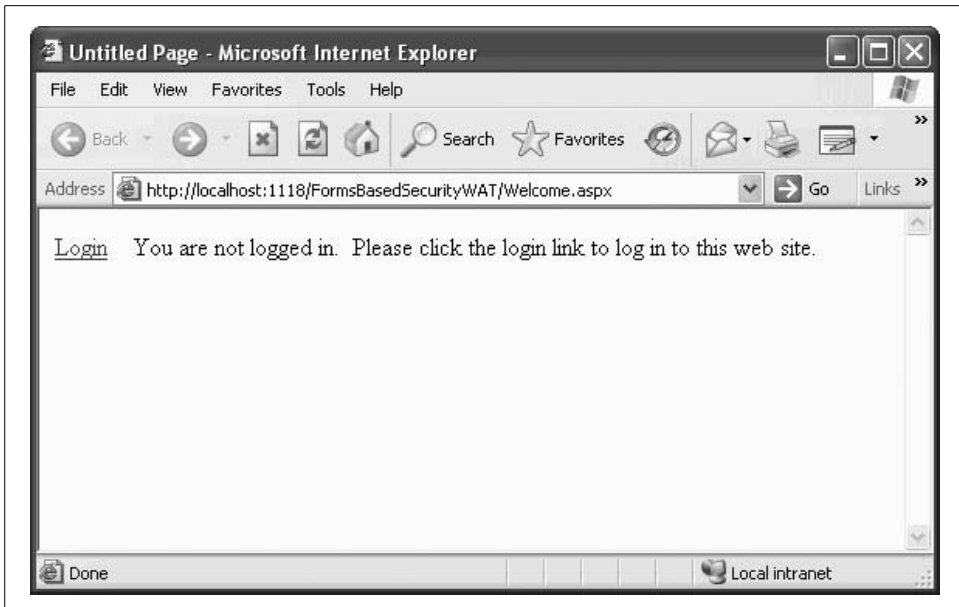 Untitled Page - Microsoft Internet Explorer
File Edit View Favorites Tools Help
Back Search Favorites
Address http://localhost:1118/FormsBasedSecurityWAT/Welcome.aspx Go Links
Login You are not logged in. Please click the login link to log in to this web site.
Done Local intranet